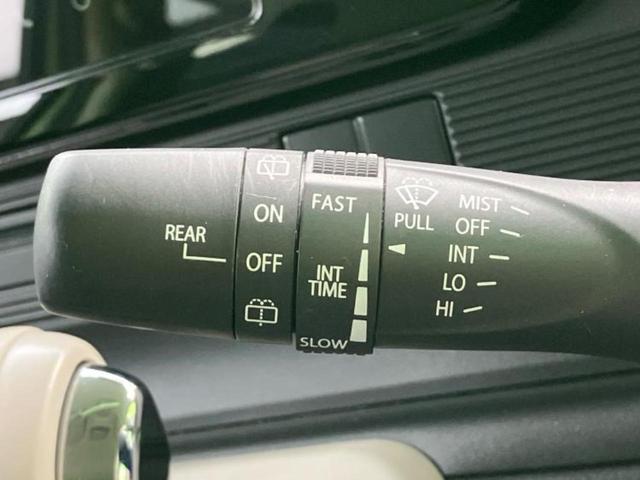 REAR
ON
OFF
FAST
INT
TIME
SLOW
PULL
MIST
OFF
INT
LO
HI